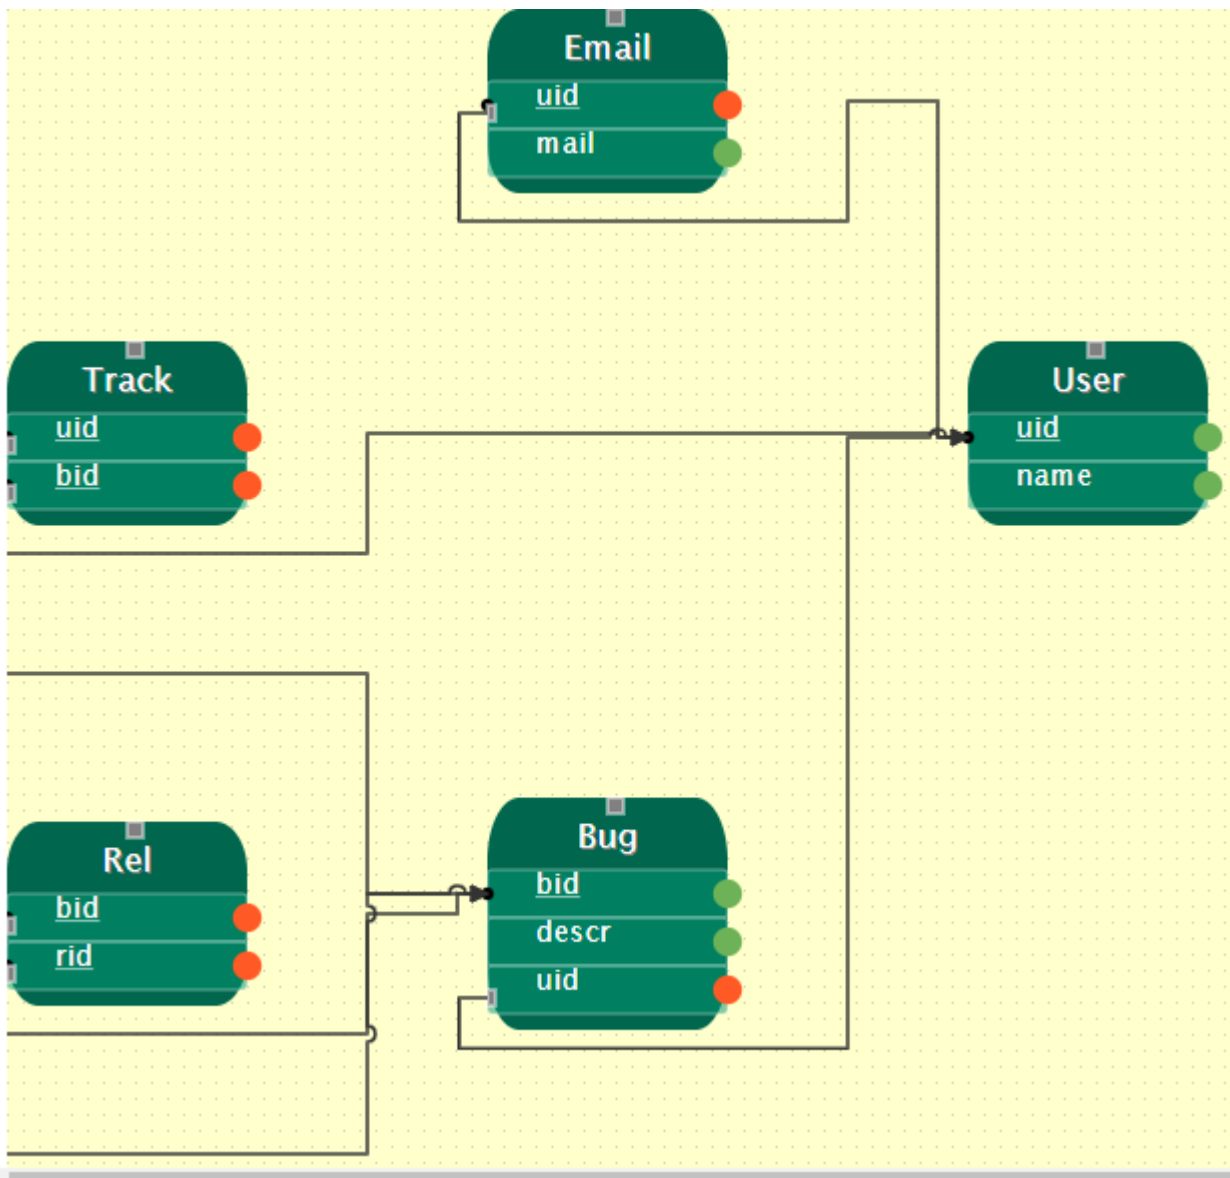 Email
uid
mail
Track
uid
bid
User
uid
name
Rel
bid
rid
Bug
bid
descr
uid